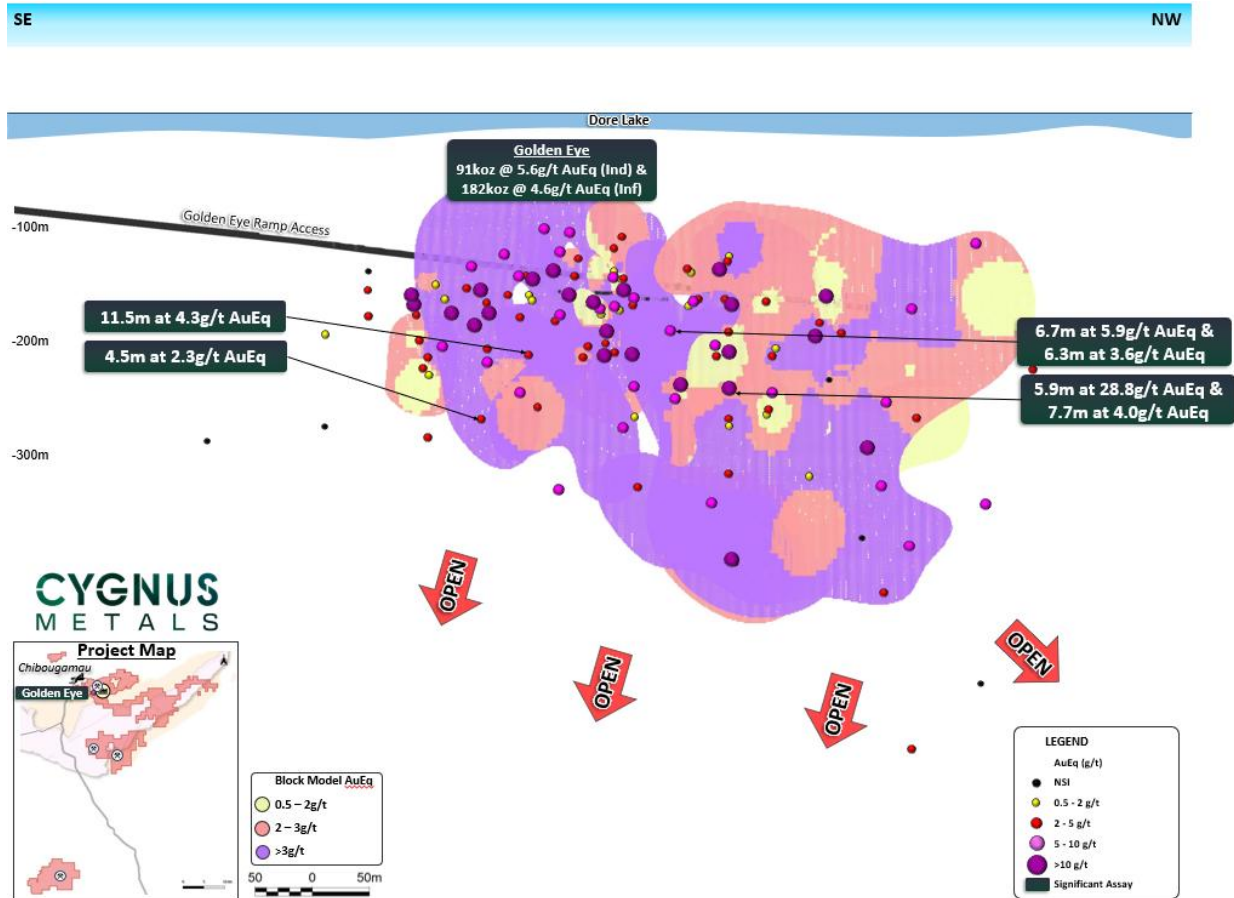 SE
NW
Dore Lake
Golden Eye
91koz @ 5.6g/t AuEq (Ind) &
182koz @ 4.6g/t AuEq (Inf)
Golden Eye Ramp Access
-100m
-200m
-300m
11.5m at 4.3g/t AuEq
4.5m at 2.3g/t AuEq
6.7m at 5.9g/t AuEq &
6.3m at 3.6g/t AuEq
5.9m at 28.8g/t AuEq &
7.7m at 4.0g/t AuEq
OPEN
OPEN
OPEN
OPEN
CYGNUS
METALS
Project Map
Chibougamau
Golden Eye
Block Model AuEq
0.5 – 2g/t
2 – 3g/t
>3g/t
50 0 50m
LEGEND
AuEq (g/t)
NSI
0.5 - 2 g/t
2 - 5 g/t
5 - 10 g/t
>10 g/t
Significant Assay